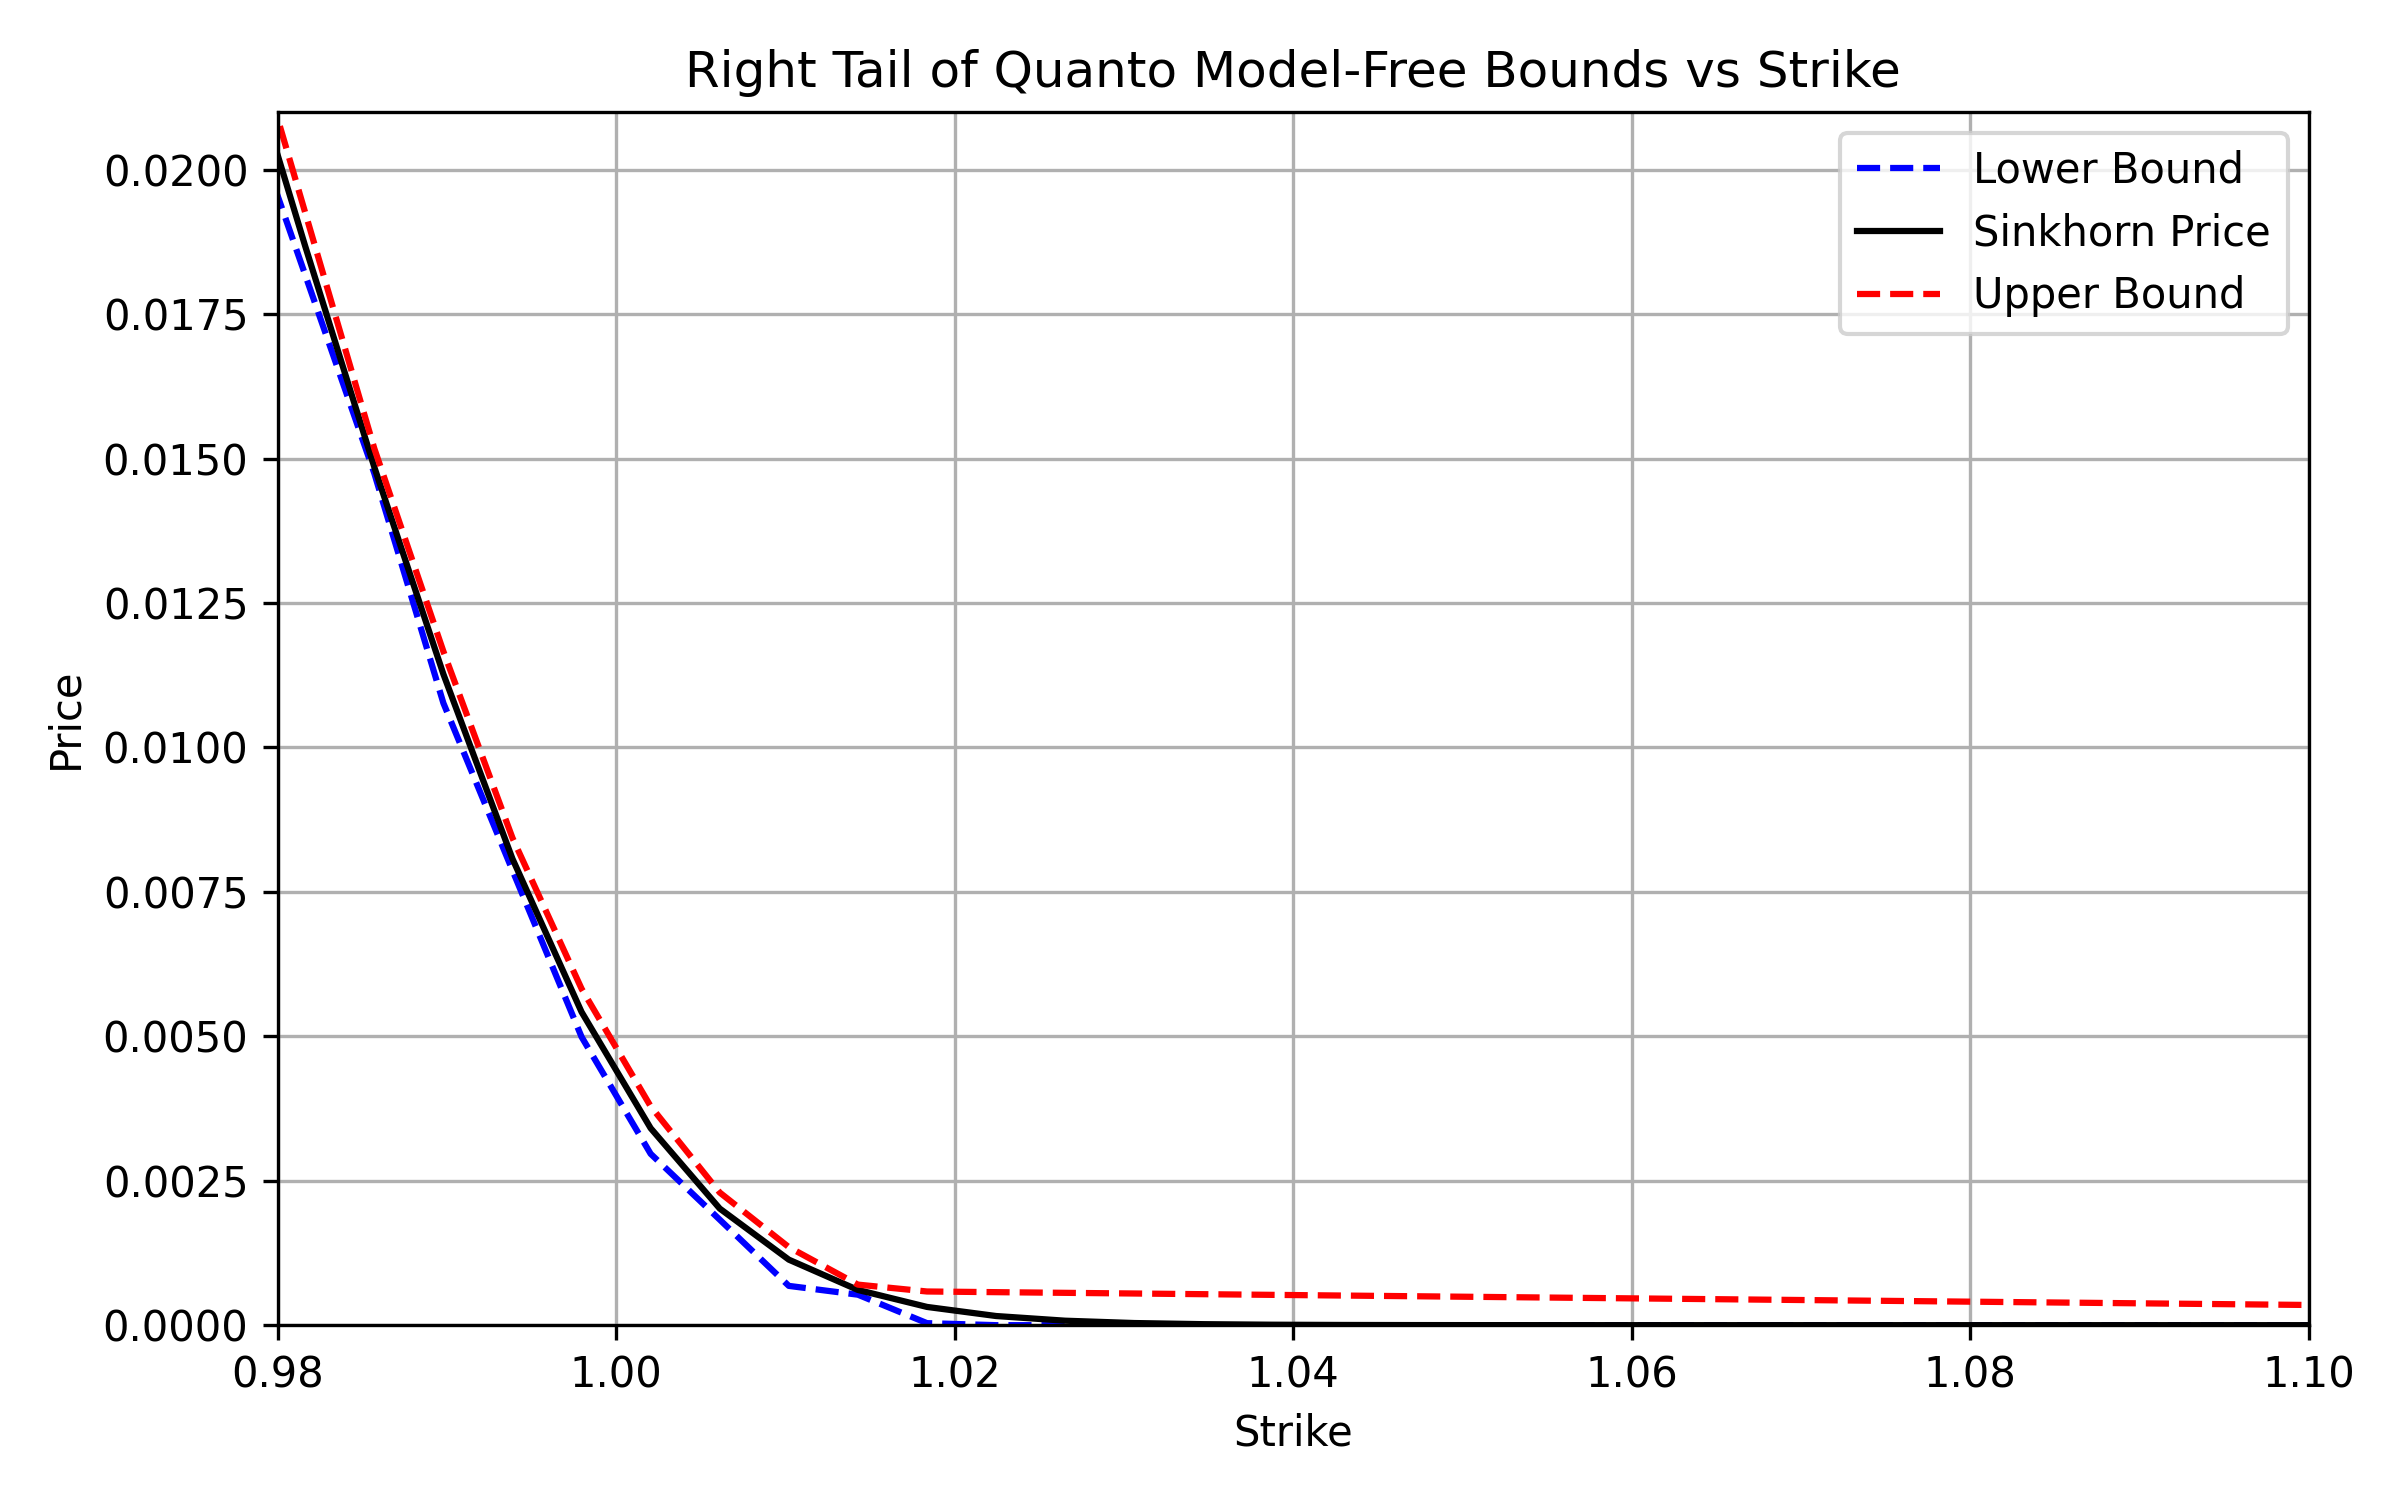 Right Tail of Quanto Model-Free Bounds vs Strike
Lower Bound
Sinkhorn Price
Upper Bound
0.0200
0.0175
0.0150
0.0125
0.0100
0.0075
0.0050
0.0025
0.0000
Price
0.98 1.00 1.02 1.04 1.06 1.08 1.10
Strike